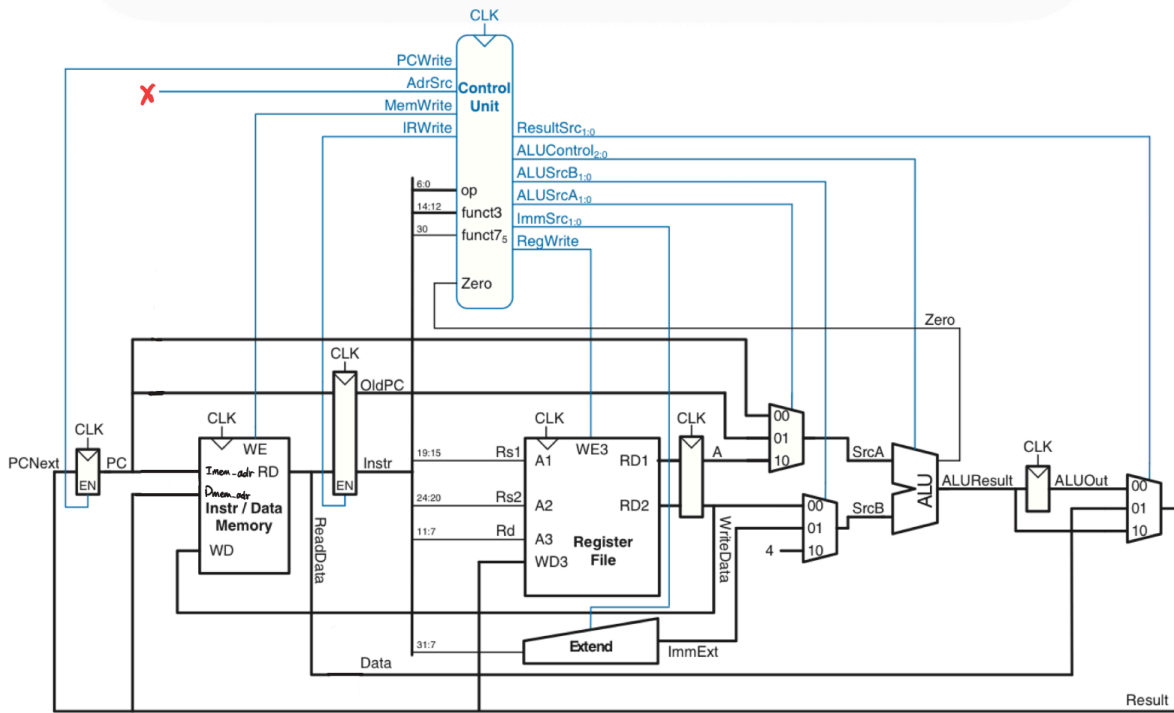 CLK
PCWrite
AdrSrc
X
MemWrite
IRWrite
Control
Unit
ResultSrc1:0
ALUControl2:0
ALUSrcB1:0
ALUSrcA1:0
ImmSrc1:0
RegWrite
6:0 op
14:12 funct3
30 funct75
Zero
Zero
CLK
OldPC
CLK
CLK
CLK
CLK
CLK
PCNext
EN
PC
WE
Imem_adr RD
Dmem_adr
Instr / Data
Memory
WD
ReadData
EN
Instr
19:15 Rs1
24:20 Rs2
11:7 Rd
31:7
A1
A2
A3
WD3
WE3
RD1
RD2
Register
File
A
WriteData
00
01
10
SrcA
00
01
4 10
SrcB
ALU
ALUResult
ALUOut
00
01
10
Extend
ImmExt
Data
Result